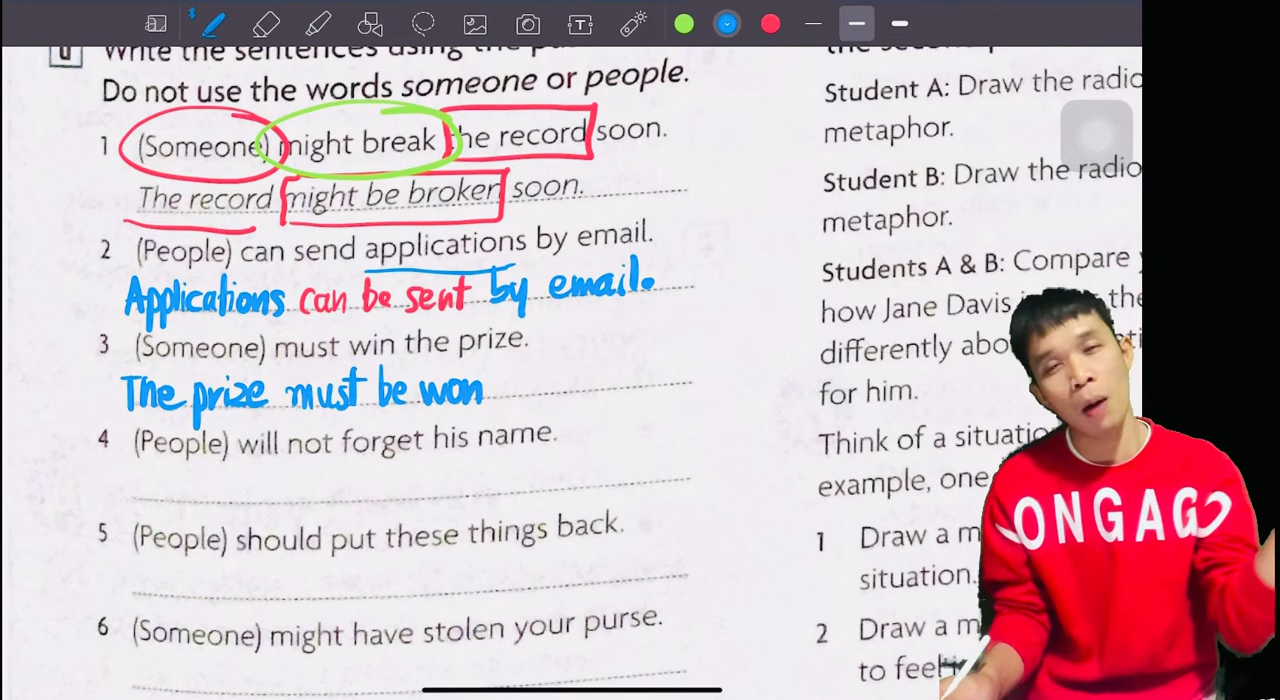 Write the sentences using the
Do not use the words someone or people.
1 (Someone) might break the record soon.
The record might be broken soon.
2 (People) can send applications by email.
Applications can be sent by email.
3 (Someone) must win the prize.
The prize must be won
4 (People) will not forget his name.
5 (People) should put these things back.
6 (Someone) might have stolen your purse.
Student A: Draw the radio
metaphor.
Student B: Draw the radio
metaphor.
Students A & B: Compare
how Jane Davis
differently
for him.
Think of a
example, one
1 Draw a
situation.
2 Draw a
to feel
ONGAG